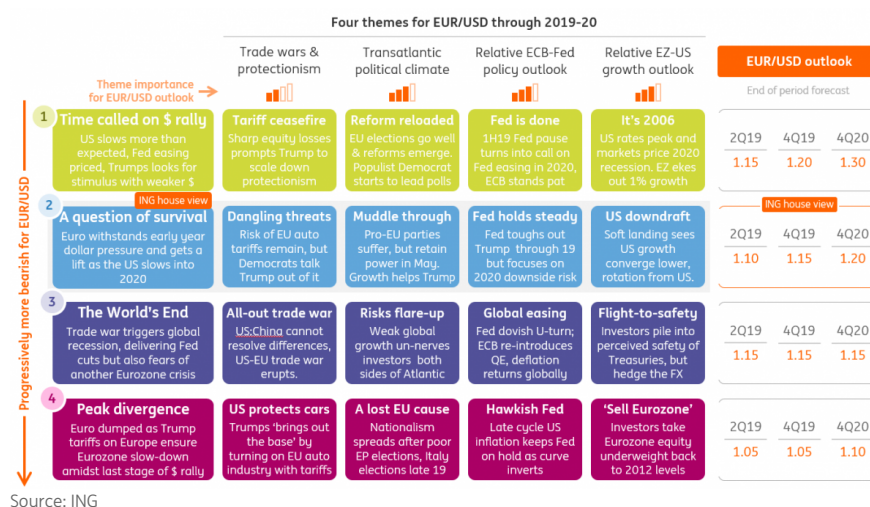 Four themes for EUR/USD through 2019-20
Trade wars &
protectionism
Transatlantic
political climate
Relative ECB-Fed
policy outlook
Relative EZ-US
growth outlook
EUR/USD outlook
Theme importance
for EUR/USD outlook
End of period forecast
Progressively more bearish for EUR/USD
1
Time called on $ rally
US slows more than
expected, Fed easing
priced, Trumps looks for
stimulus with weaker $
Tariff ceasefire
Sharp equity losses
prompts Trump to
scale down
protectionism
Reform reloaded
EU elections go well
& reforms emerge.
Populist Democrat
starts to lead polls
Fed is done
1H19 Fed pause
turns into call on
Fed easing in 2020,
ECB stands pat
It's 2006
US rates peak and
markets price 2020
recession. EZ ekes
out 1% growth
2Q19 4Q19 4Q20
1.15 1.20 1.30
ING house view
2
A question of survival
Euro withstands early year
dollar pressure and gets a
lift as the US slows into
2020
Dangling threats
Risk of EU auto
tariffs remain, but
Democrats talk
Trump out of it
Muddle through
Pro-EU parties
suffer, but retain
power in May.
Growth helps Trump
Fed holds steady
Fed toughs out
Trump through 19
but focuses on
2020 downside risk
US downdraft
Soft landing sees
US growth
converge lower,
rotation from US.
ING house view
2Q19 4Q19 4Q20
1.10 1.15 1.20
3
The World's End
Trade war triggers global
recession, delivering Fed
cuts but also fears of
another Eurozone crisis
All-out trade war
US:China cannot
resolve differences,
US-EU trade war
erupts.
Risks flare-up
Weak global
growth un-nerves
investors both
sides of Atlantic
Global easing
Fed dovish U-turn;
ECB re-introduces
QE, deflation
returns globally
Flight-to-safety
Investors pile into
perceived safety of
Treasuries, but
hedge the FX
2Q19 4Q19 4Q20
1.15 1.15 1.15
4
Peak divergence
Euro dumped as Trump
tariffs on Europe ensure
Eurozone slow-down
amidst last stage of $ rally
US protects cars
Trumps 'brings out
the base' by
turning on EU auto
industry with tariffs
A lost EU cause
Nationalism
spreads after poor
EP elections, Italy
elections late 19
Hawkish Fed
Late cycle US
inflation keeps Fed
on hold as curve
inverts
'Sell Eurozone'
Investors take
Eurozone equity
underweight back
to 2012 levels
2Q19 4Q19 4Q20
1.05 1.05 1.10
Source: ING